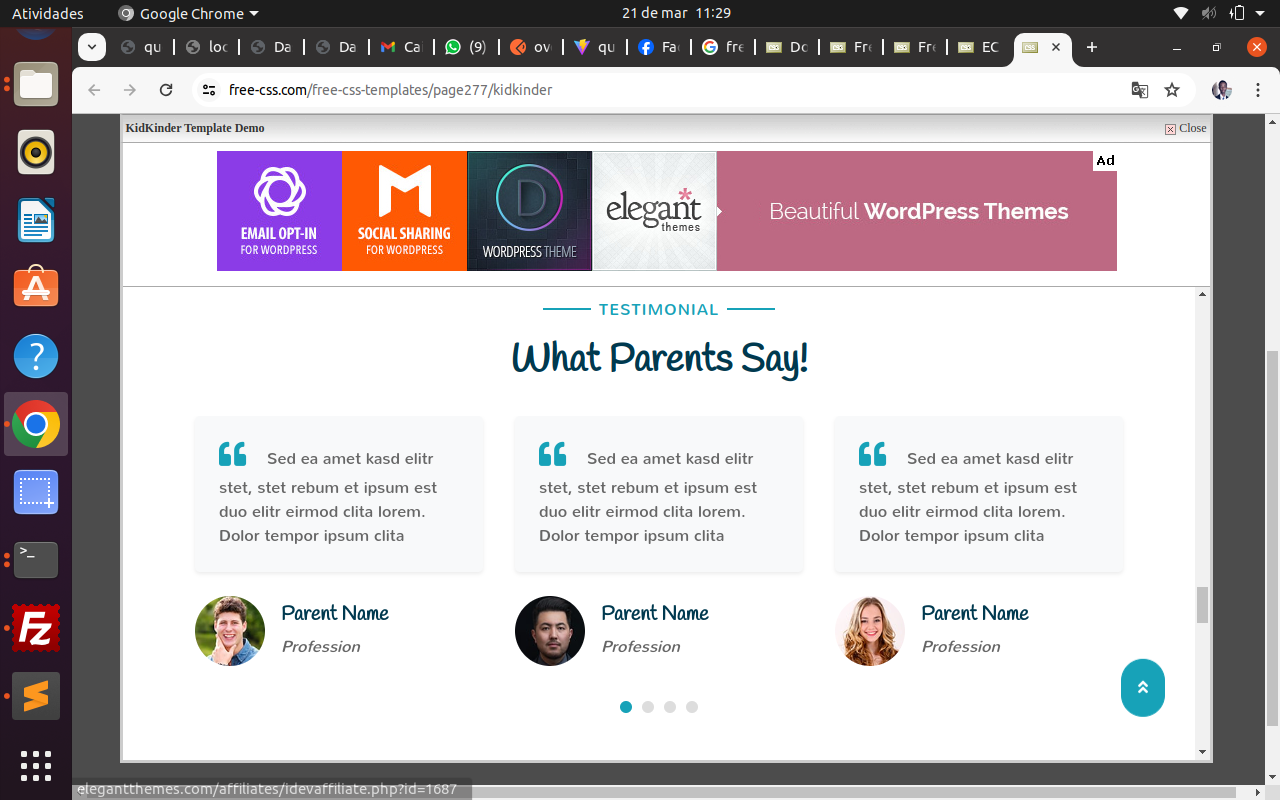 Atividades
Google Chrome
21 de mar 11:29
qu
loc
Da
Da
Ca
(9)
ove
qu
Fac
fre
Do
Fre
Fre
EC
free-css.com/free-css-templates/page277/kidkinder
KidKinder Template Demo
Close
EMAIL OPT-IN
FOR WORDPRESS
SOCIAL SHARING
FOR WORDPRESS
D
WORDPRESS THEME
elegant
themes
Beautiful WordPress Themes
Ad
TESTIMONIAL
What Parents Say!
Sed ea amet kasd elitr
stet, stet rebum et ipsum est
duo elitr eirmod clita lorem.
Dolor tempor ipsum clita
Sed ea amet kasd elitr
stet, stet rebum et ipsum est
duo elitr eirmod clita lorem.
Dolor tempor ipsum clita
Sed ea amet kasd elitr
stet, stet rebum et ipsum est
duo elitr eirmod clita lorem.
Dolor tempor ipsum clita
Parent Name
Profession
Parent Name
Profession
Parent Name
Profession
elegantthemes.com/affiliates/idevaffiliate.php?id=1687